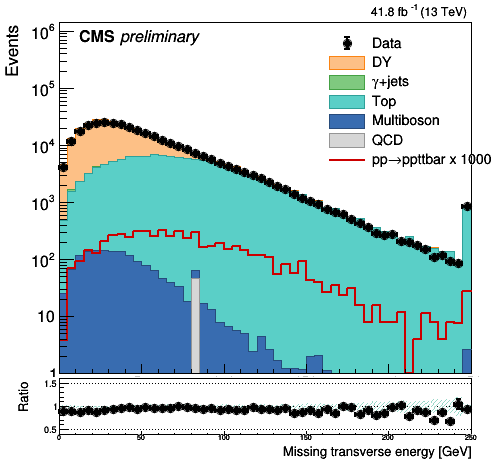 41.8 fb⁻¹ (13 TeV)
CMS preliminary
Events
10⁶
10⁵
10⁴
10³
10²
10
1
Data
DY
γ+jets
Top
Multiboson
QCD
pp→ppttbar x 1000
Ratio
1.5
1
0.5
0 50 100 150 200 250
Missing transverse energy [GeV]